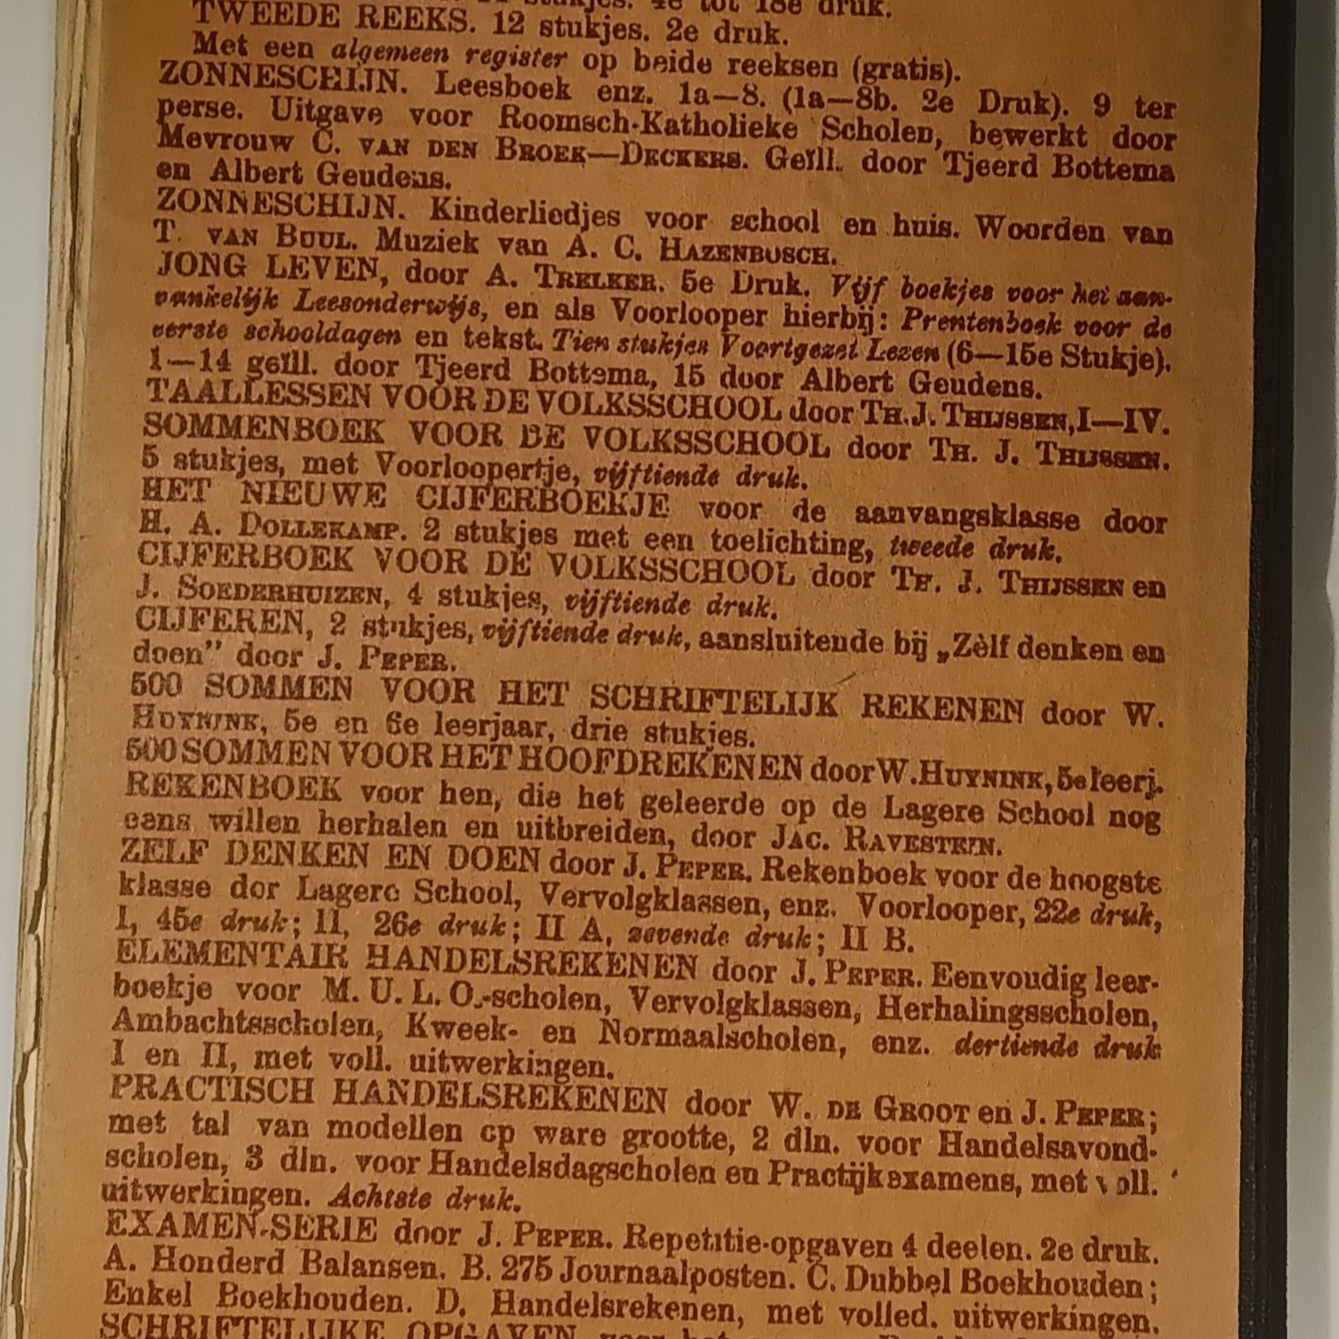 stukjes. 4e tot 18e druk.
TWEEDE REEKS. 12 stukjes. 2e druk.
Met een algemeen register op beide reeksen (gratis).
ZONNESCHIJN. Leesboek enz. 1a—8. (1a—8b. 2e Druk). 9 ter
perse. Uitgave voor Roomsch-Katholieke Scholen, bewerkt door
Mevrouw C. VAN DEN BROEK—DECKERS. Geïll. door Tjeerd Bottema
en Albert Geudens.
ZONNESCHIJN. Kinderliedjes voor school en huis. Woorden van
T. VAN BUUL. Muziek van A. C. HAZENBOSCH.
JONG LEVEN, door A. TRELKER. 5e Druk. Vijf boekjes voor het aan-
vankelijk Leesonderwijs, en als Voorlooper hierbij: Prentenboek voor de
eerste schooldagen en tekst. Tien stukjes Voortgezet Lezen (6—15e Stukje).
1—14 geïll. door Tjeerd Bottema, 15 door Albert Geudens.
TAALLESSEN VOOR DE VOLKSSCHOOL door TH. J. THIJSSEN, I—IV.
SOMMENBOEK VOOR DE VOLKSSCHOOL door TH. J. THIJSSEN.
5 stukjes, met Voorloopertje, vijftiende druk.
HET NIEUWE CIJFERBOEKJE voor de aanvangsklasse door
H. A. DOLLEKAMP. 2 stukjes met een toelichting, tweede druk.
CIJFERBOEK VOOR DE VOLKSSCHOOL door TH. J. THIJSSEN en
J. SOEDERHUIZEN, 4 stukjes, vijftiende druk.
CIJFEREN, 2 stukjes, vijftiende druk, aansluitende bij „Zèlf denken en
doen” door J. PEPER.
500 SOMMEN VOOR HET SCHRIFTELIJK REKENEN door W.
HUYNINK, 5e en 6e leerjaar, drie stukjes.
600 SOMMEN VOOR HET HOOFDREKENEN door W. HUYNINK, 5e leerj.
REKENBOEK voor hen, die het geleerde op de Lagere School nog
eens willen herhalen en uitbreiden, door JAC. RAVESTEIN.
ZELF DENKEN EN DOEN door J. PEPER. Rekenboek voor de hoogste
klasse der Lagere School, Vervolgklassen, enz. Voorlooper, 22e druk,
I, 45e druk; II, 26e druk; II A, zevende druk; II B.
ELEMENTAIR HANDELSREKENEN door J. PEPER. Eenvoudig leer-
boekje voor M. U. L. O.-scholen, Vervolgklassen, Herhalingsscholen,
Ambachtsscholen, Kweek- en Normaalscholen, enz. dertiende druk
I en II, met voll. uitwerkingen.
PRACTISCH HANDELSREKENEN door W. DE GROOT en J. PEPER;
met tal van modellen op ware grootte, 2 dln. voor Handelsavond-
scholen, 3 dln. voor Handelsdagscholen en Practijkexamens, met voll.
uitwerkingen. Achtste druk.
EXAMEN-SERIE door J. PEPER. Repetitie-opgaven 4 deelen. 2e druk.
A. Honderd Balansen. B. 275 Journaalposten. C. Dubbel Boekhouden;
Enkel Boekhouden. D. Handelsrekenen, met volled. uitwerkingen.
SCHRIFTELIJKE OPGAVEN